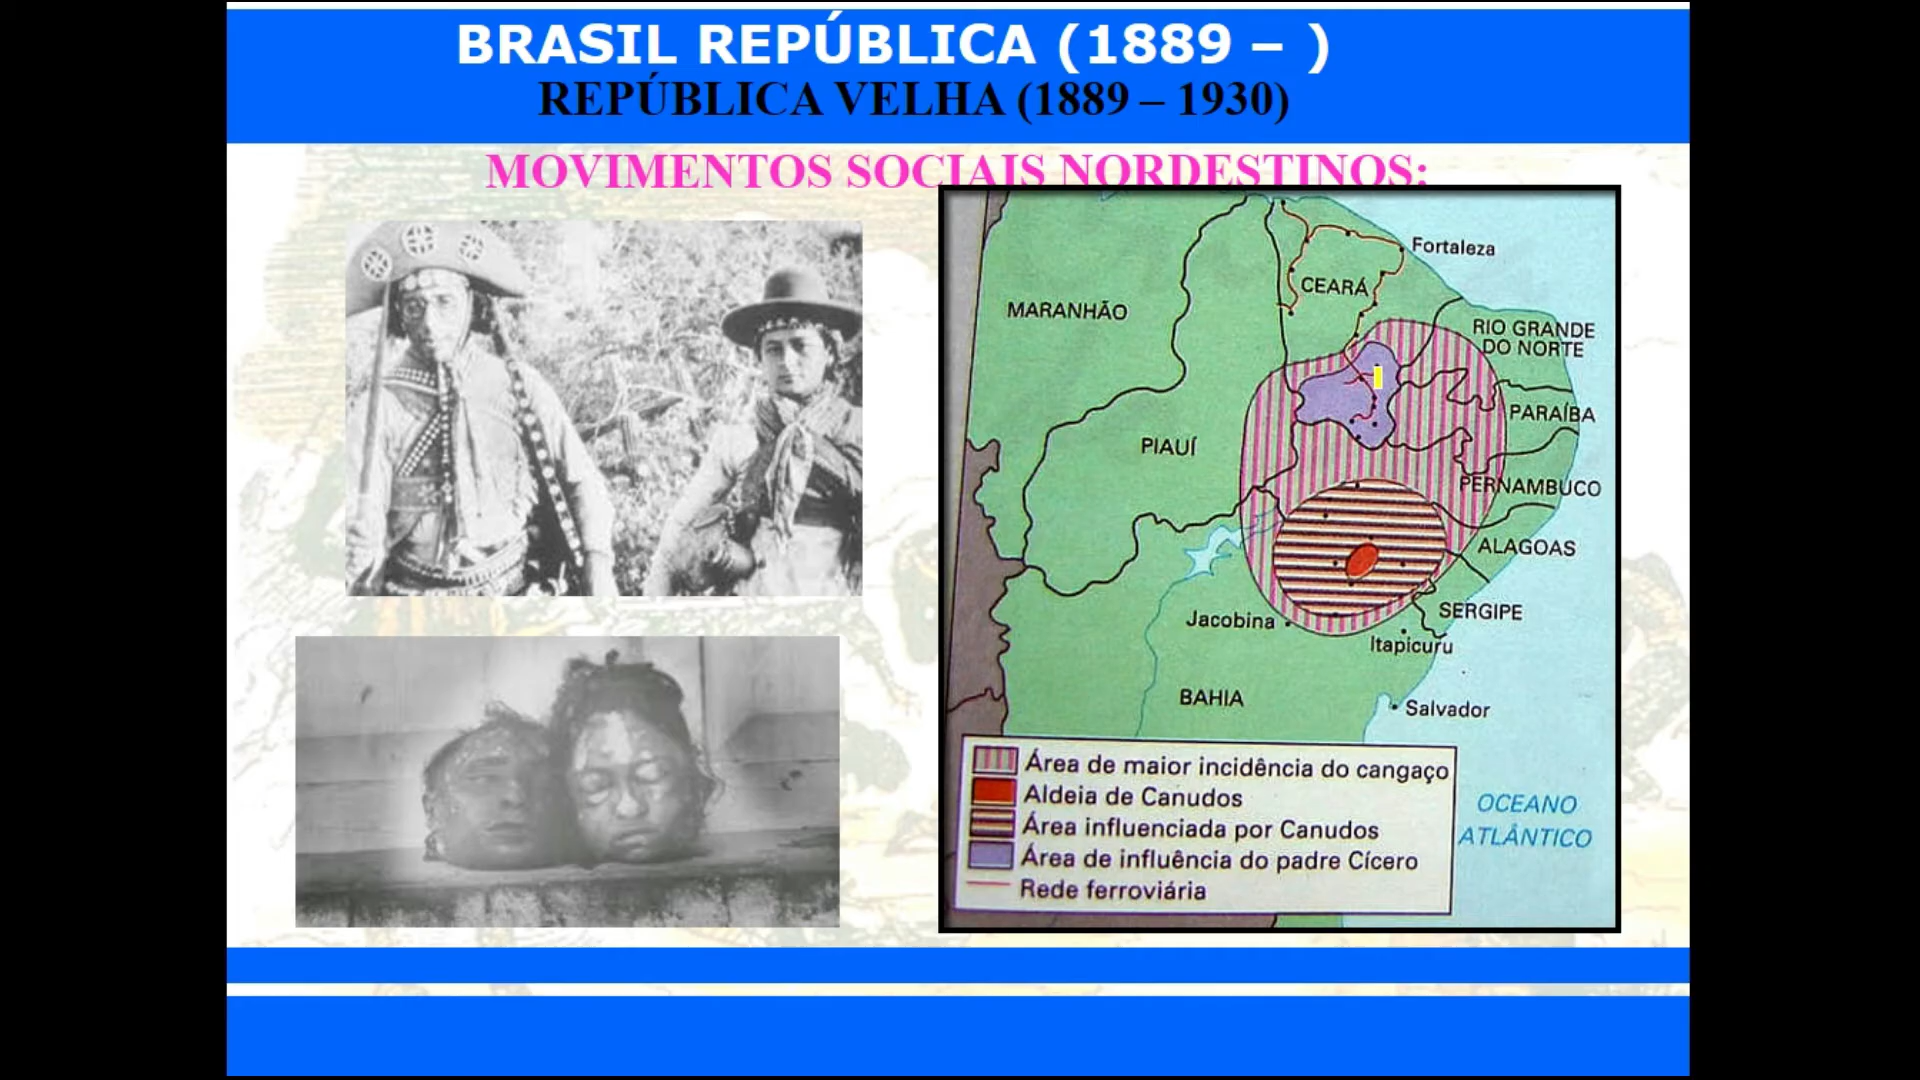 BRASIL REPÚBLICA (1889 – )
REPÚBLICA VELHA (1889 – 1930)
MOVIMENTOS SOCIAIS NORDESTINOS:
Fortaleza
CEARÁ
MARANHÃO
RIO GRANDE
DO NORTE
PARAÍBA
PIAUÍ
PERNAMBUCO
ALAGOAS
SERGIPE
Jacobina
Itapicuru
BAHIA
Salvador
Área de maior incidência do cangaço
Aldeia de Canudos
Área influenciada por Canudos
Área de influência do padre Cícero
Rede ferroviária
OCEANO
ATLÂNTICO